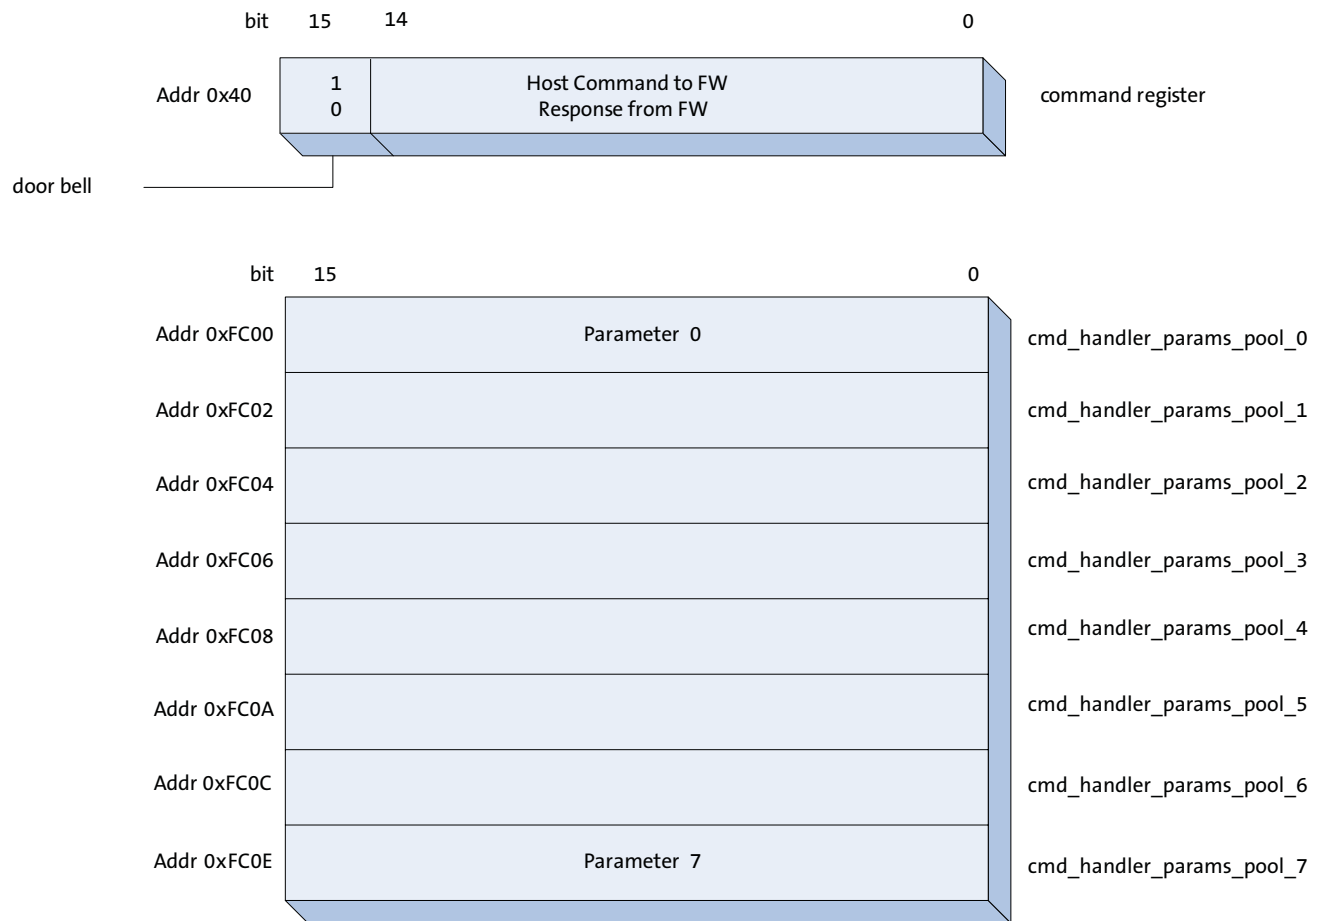 bit 15 14 0
Addr 0x40 1 Host Command to FW command register
0 Response from FW
door bell
bit 15 0
Addr 0xFC00 Parameter 0 cmd_handler_params_pool_0
Addr 0xFC02 cmd_handler_params_pool_1
Addr 0xFC04 cmd_handler_params_pool_2
Addr 0xFC06 cmd_handler_params_pool_3
Addr 0xFC08 cmd_handler_params_pool_4
Addr 0xFC0A cmd_handler_params_pool_5
Addr 0xFC0C cmd_handler_params_pool_6
Addr 0xFC0E Parameter 7 cmd_handler_params_pool_7